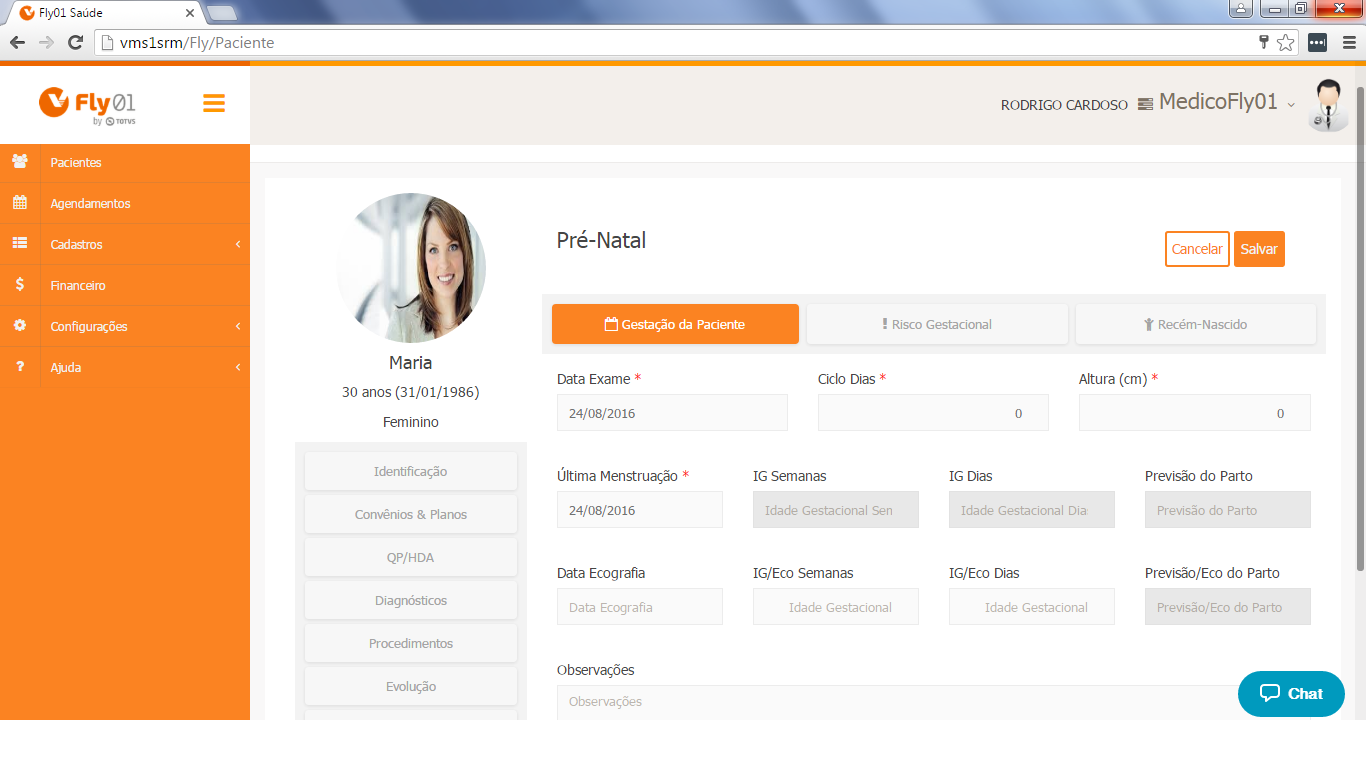 Fly01 Saúde
vms1srm/Fly/Paciente
Fly01
by TOTVS
RODRIGO CARDOSO MedicoFly01
Pacientes
Agendamentos
Cadastros
Financeiro
Configurações
Ajuda
Maria
30 anos (31/01/1986)
Feminino
Identificação
Convênios & Planos
QP/HDA
Diagnósticos
Procedimentos
Evolução
Pré-Natal
Cancelar Salvar
Gestação da Paciente Risco Gestacional Recém-Nascido
Data Exame * Ciclo Dias * Altura (cm) *
24/08/2016 0 0
Última Menstruação * IG Semanas IG Dias Previsão do Parto
24/08/2016 Idade Gestacional Sen Idade Gestacional Dia Previsão do Parto
Data Ecografia IG/Eco Semanas IG/Eco Dias Previsão/Eco do Parto
Data Ecografia Idade Gestacional Idade Gestacional Previsão/Eco do Parto
Observações
Observações
Chat